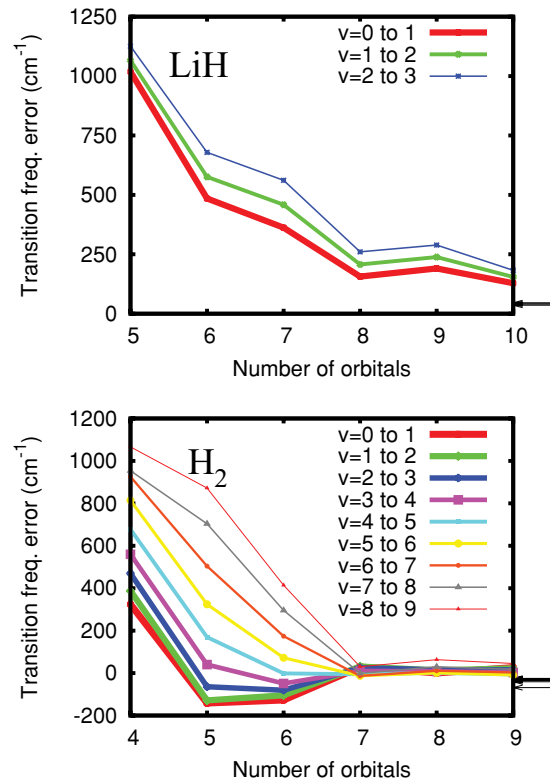 1250
1000
750
500
250
0
Transition freq. error (cm-1)
LiH
v=0 to 1
v=1 to 2
v=2 to 3
5 6 7 8 9 10
Number of orbitals
1200
1000
800
600
400
200
0
-200
Transition freq. error (cm-1)
H2
v=0 to 1
v=1 to 2
v=2 to 3
v=3 to 4
v=4 to 5
v=5 to 6
v=6 to 7
v=7 to 8
v=8 to 9
4 5 6 7 8 9
Number of orbitals